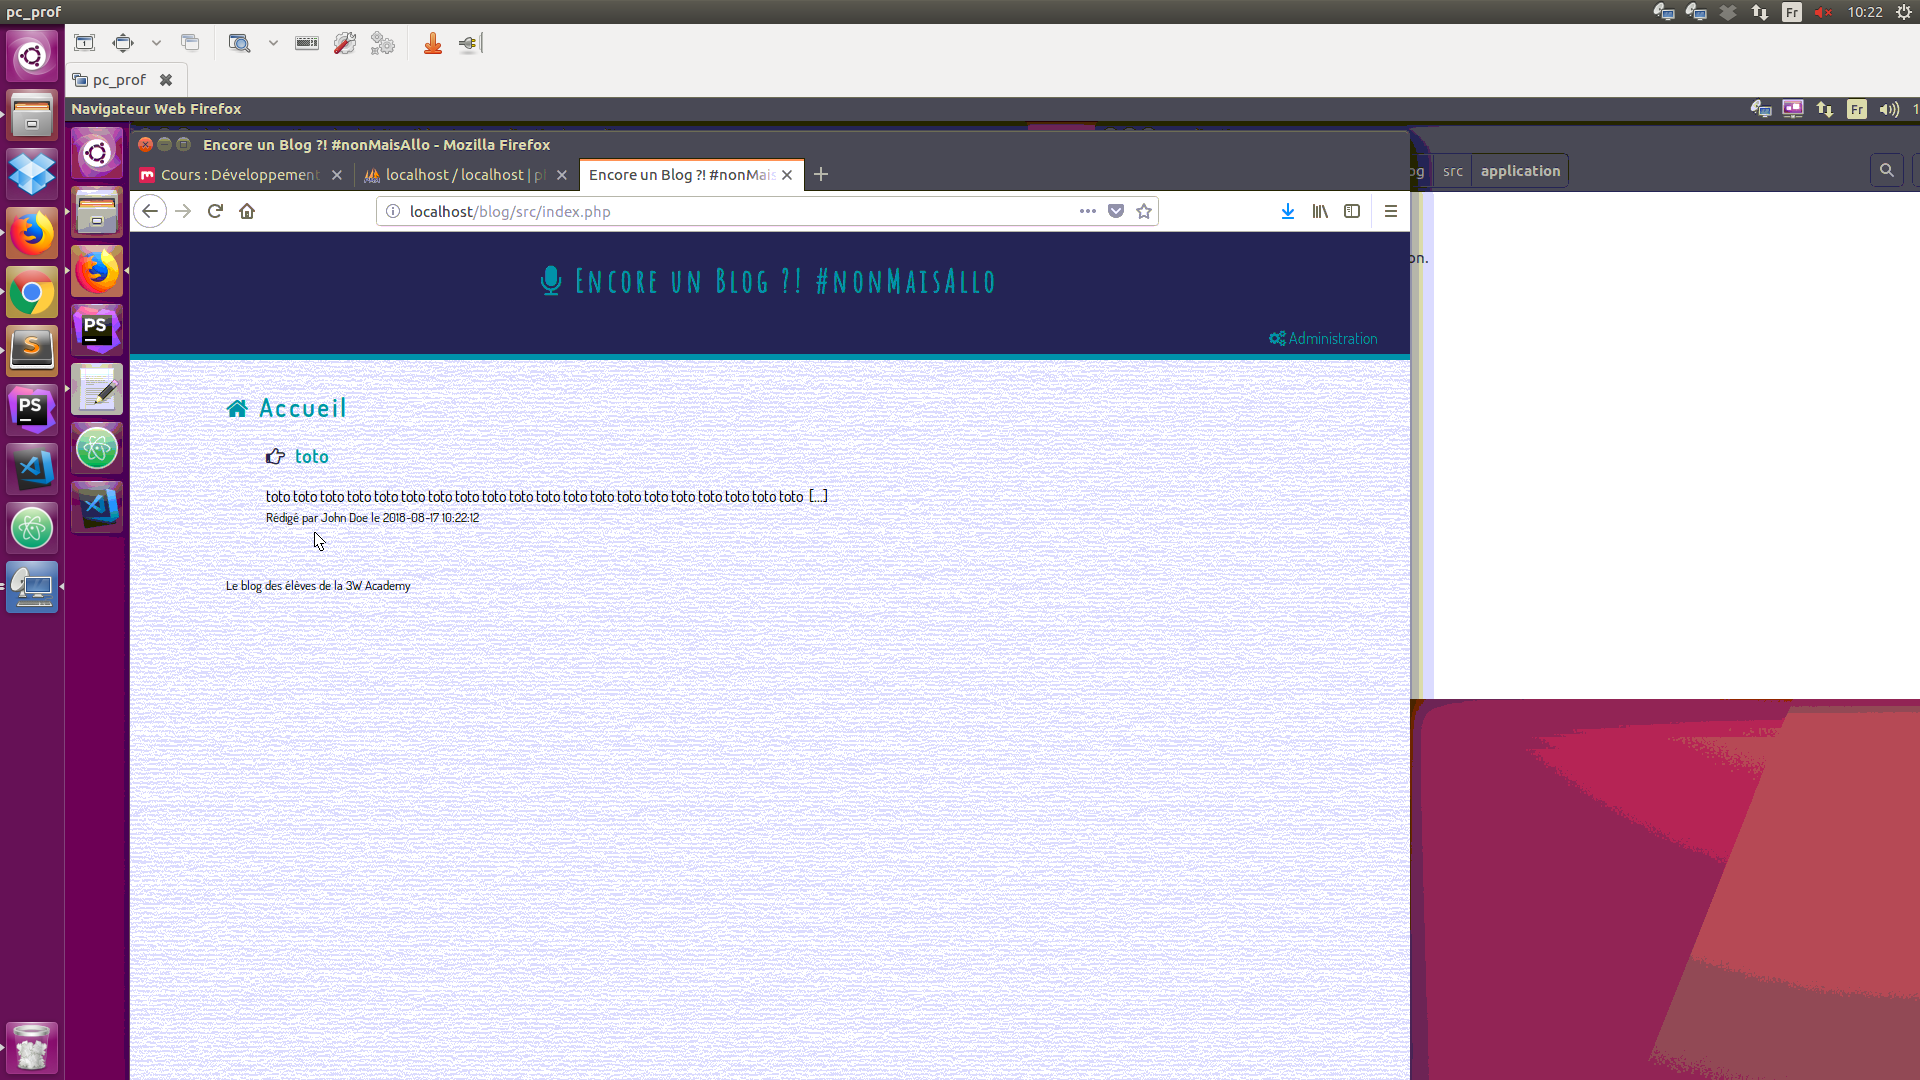 pc_prof
Fr
10:22
pc_prof
Navigateur Web Firefox
Fr
Encore un Blog ?! #nonMaisAllo - Mozilla Firefox
Cours : Développement
localhost / localhost | p
Encore un Blog ?! #nonMais
og
src
application
localhost/blog/src/index.php
on.
Encore un Blog ?! #nonMaisAllo
Administration
Accueil
toto
toto toto toto toto toto toto toto toto toto toto toto toto toto toto toto toto toto toto toto toto [...]
Rédigé par John Doe le 2018-08-17 10:22:12
Le blog des élèves de la 3W Academy
PS
PS
S